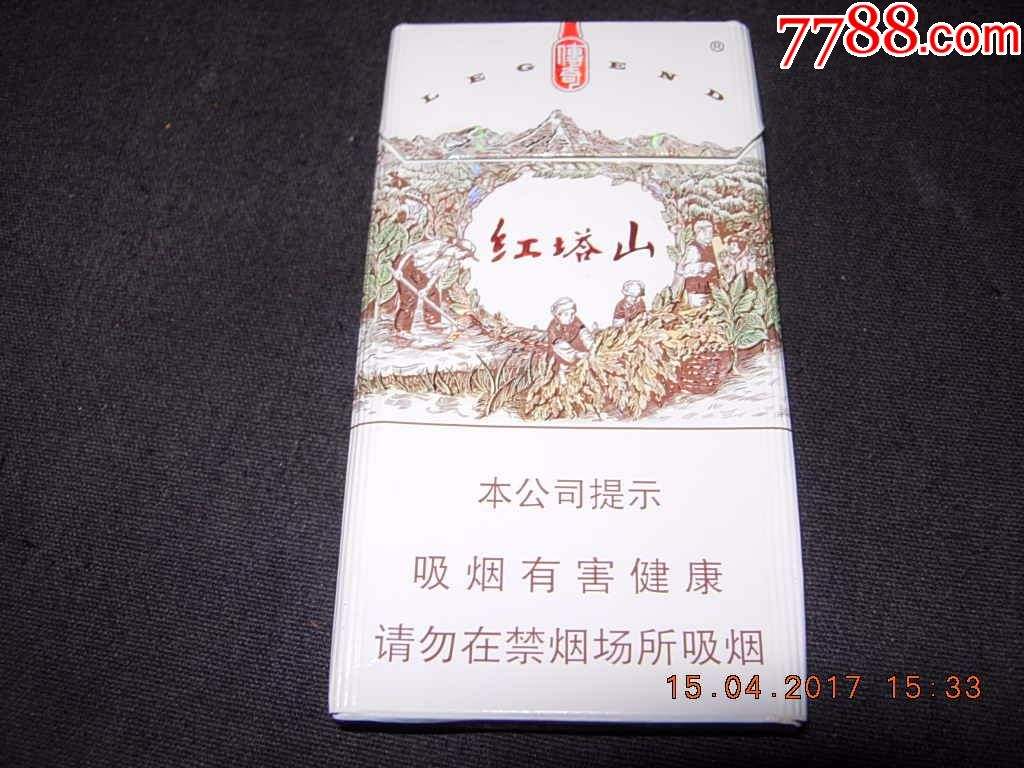 7788.com
傳奇
LEGEND
®
红塔山
本公司提示
吸烟有害健康
请勿在禁烟场所吸烟
15.04.2017 15:33